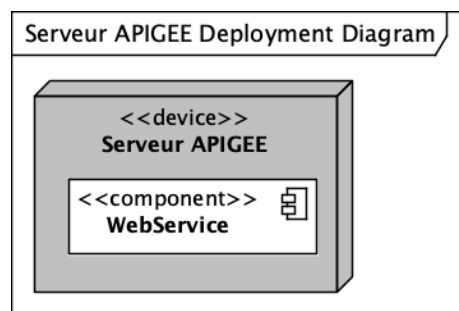 Serveur APIGEE Deployment Diagram
<<device>>
Serveur APIGEE
<<component>>
WebService